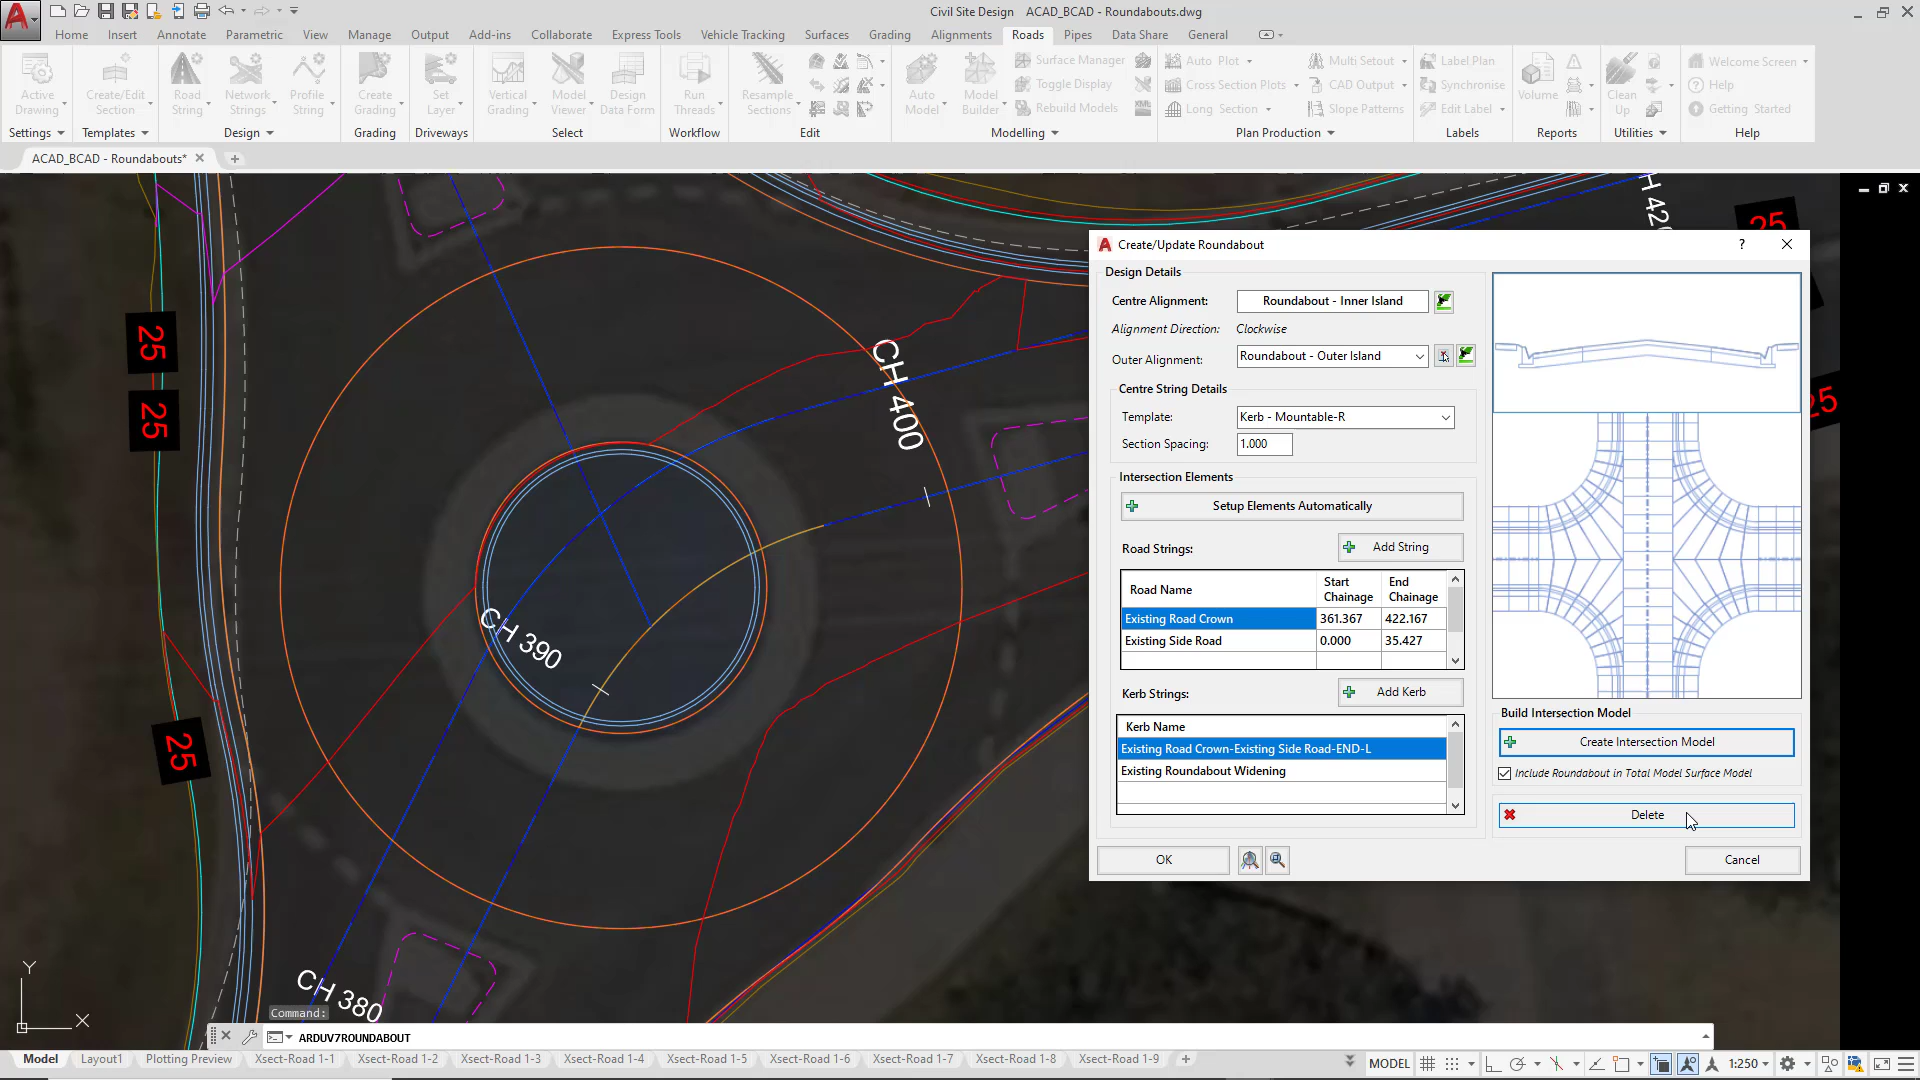 Civil Site Design ACAD_BCAD - Roundabouts.dwg
Home Insert Annotate Parametric View Manage Output Add-ins Collaborate Express Tools Vehicle Tracking Surfaces Grading Alignments Roads Pipes Data Share General
Active Drawing
Create/Edit Section
Road String
Network Strings
Profile String
Create Grading
Set Layer
Vertical Grading
Model Viewer
Design Data Form
Run Threads
Resample Sections
Auto Model
Model Builder
Surface Manager
Toggle Display
Rebuild Models
Auto Plot
Cross Section Plots
Long Section
Multi Setout
CAD Output
Slope Patterns
Label Plan
Synchronise
Edit Label
Volume
Clean Up
Welcome Screen
Help
Getting Started
Settings Templates Design Grading Driveways Select Workflow Edit Modelling Plan Production Labels Reports Utilities Help
ACAD_BCAD - Roundabouts*
25
25
25
25
25
CH 400
CH 390
CH 380
H 420
Create/Update Roundabout
?
Design Details
Centre Alignment: Roundabout - Inner Island
Alignment Direction: Clockwise
Outer Alignment: Roundabout - Outer Island
Centre String Details
Template: Kerb - Mountable-R
Section Spacing: 1.000
Intersection Elements
Setup Elements Automatically
Road Strings: Add String
Road Name Start Chainage End Chainage
Existing Road Crown 361.367 422.167
Existing Side Road 0.000 35.427
Kerb Strings: Add Kerb
Kerb Name
Existing Road Crown-Existing Side Road-END-L
Existing Roundabout Widening
Build Intersection Model
Create Intersection Model
Include Roundabout in Total Model Surface Model
Delete
OK Cancel
Y
X
Command:
ARDUV7ROUNDABOUT
Model Layout1 Plotting Preview Xsect-Road 1-1 Xsect-Road 1-2 Xsect-Road 1-3 Xsect-Road 1-4 Xsect-Road 1-5 Xsect-Road 1-6 Xsect-Road 1-7 Xsect-Road 1-8 Xsect-Road 1-9
MODEL 1:250